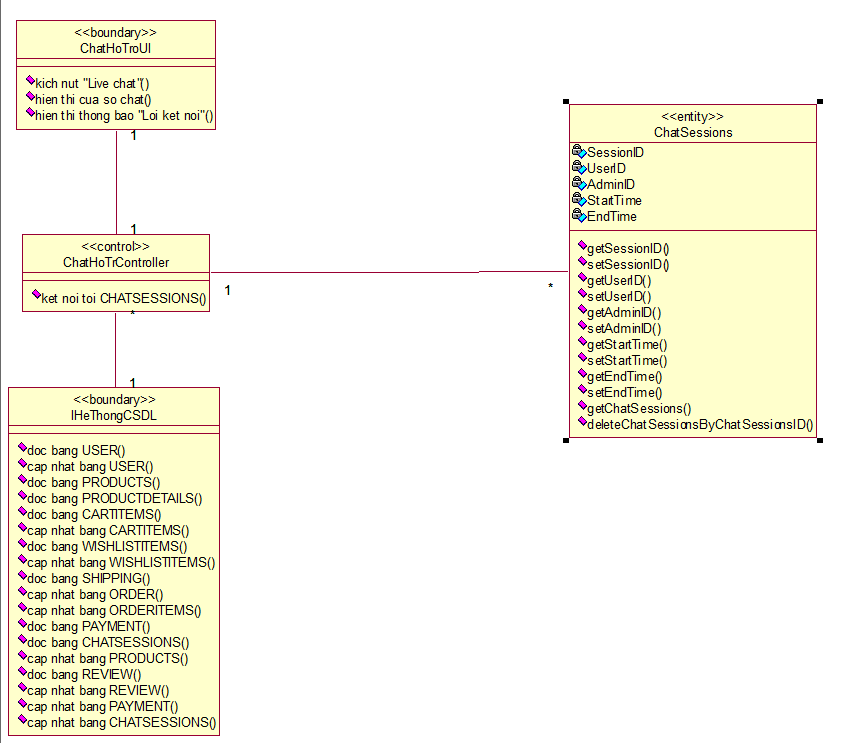 <<boundary>>
ChatHoTroUI
kich nut "Live chat"()
hien thi cua so chat()
hien thi thong bao "Loi ket noi"()
1
1
<<control>>
ChatHoTrController
ket noi toi CHATSESSIONS()
1
*
*
1
<<boundary>>
IHeThongCSDL
doc bang USER()
cap nhat bang USER()
doc bang PRODUCTS()
doc bang PRODUCTDETAILS()
doc bang CARTITEMS()
cap nhat bang CARTITEMS()
doc bang WISHLISTITEMS()
cap nhat bang WISHLISTITEMS()
doc bang SHIPPING()
cap nhat bang ORDER()
cap nhat bang ORDERITEMS()
doc bang PAYMENT()
doc bang CHATSESSIONS()
cap nhat bang PRODUCTS()
doc bang REVIEW()
cap nhat bang REVIEW()
cap nhat bang PAYMENT()
cap nhat bang CHATSESSIONS()
<<entity>>
ChatSessions
SessionID
UserID
AdminID
StartTime
EndTime
getSessionID()
setSessionID()
getUserID()
setUserID()
getAdminID()
setAdminID()
getStartTime()
setStartTime()
getEndTime()
setEndTime()
getChatSessions()
deleteChatSessionsByChatSessionsID()